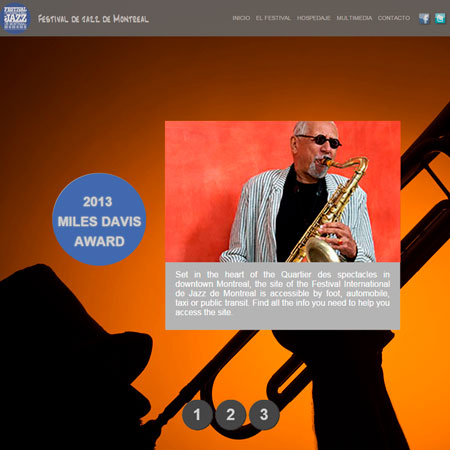 FESTIVAL
JAZZ
Festival de jazz de Montreal
INICIO EL FESTIVAL HOSPEDAJE MULTIMEDIA CONTACTO
2013
MILES DAVIS
AWARD
Set in the heart of the Quartier des spectacles in
downtown Montreal, the site of the Festival International
de Jazz de Montreal is accessible by foot, automobile,
taxi or public transit. Find all the info you need to help you
access the site.
1 2 3